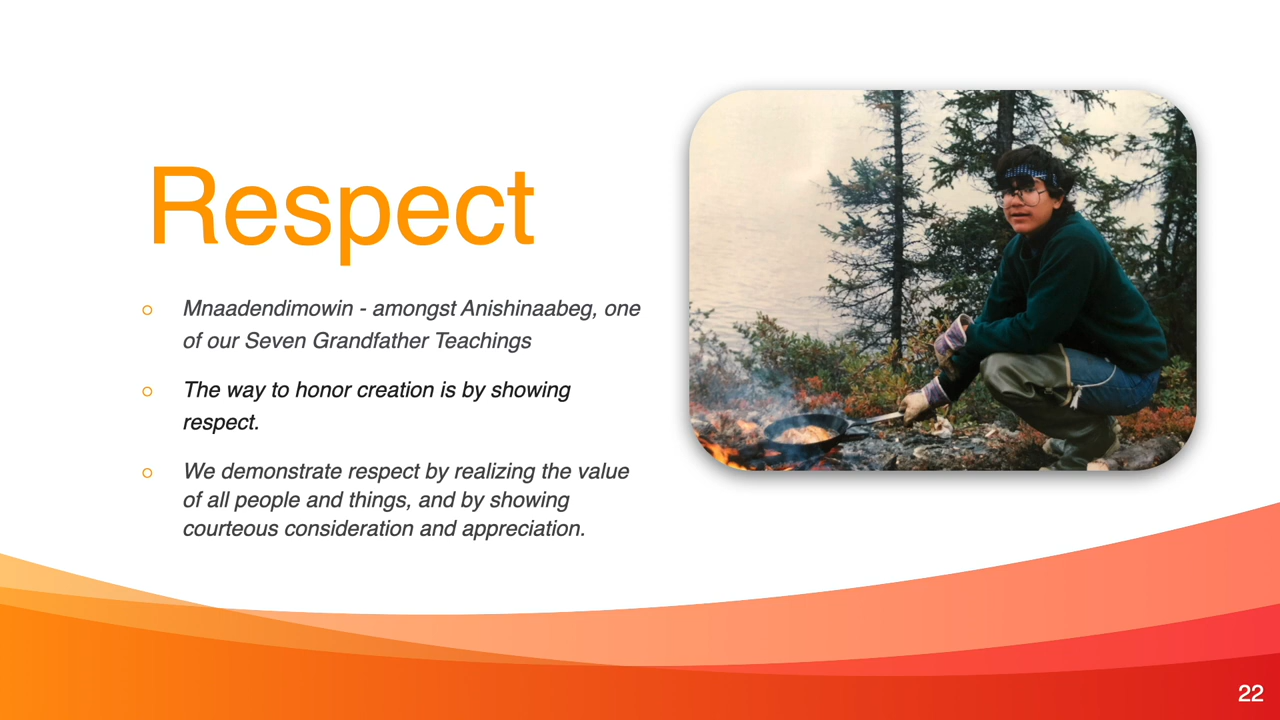 Respect
Mnaadendimowin - amongst Anishinaabeg, one
of our Seven Grandfather Teachings
The way to honor creation is by showing
respect.
We demonstrate respect by realizing the value
of all people and things, and by showing
courteous consideration and appreciation.
22